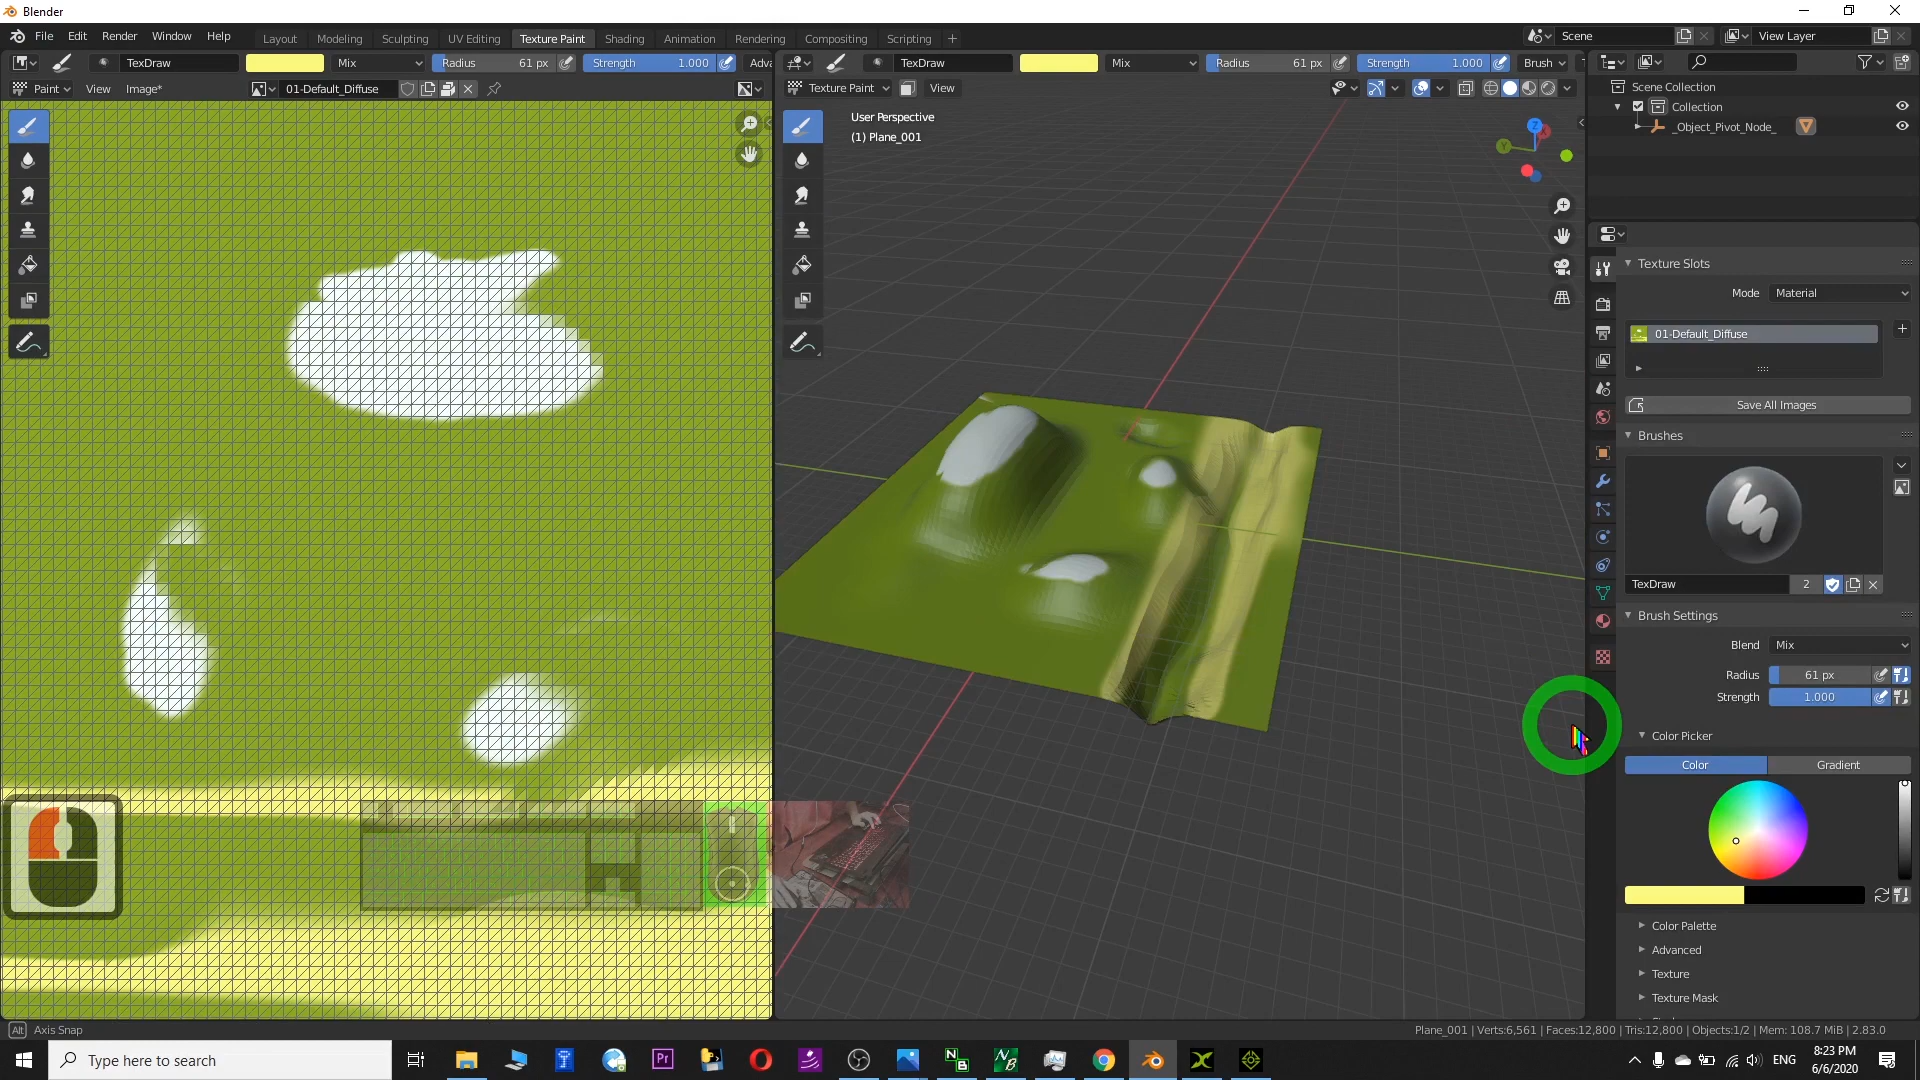 Blender
File Edit Render Window Help
Layout Modeling Sculpting UV Editing Texture Paint Shading Animation Rendering Compositing Scripting
Scene
View Layer
TexDraw Mix Radius 61 px Strength 1.000 Adva
TexDraw Mix Radius 61 px Strength 1.000 Brush
Paint View Image* 01-Default_Diffuse
Texture Paint View
User Perspective
(1) Plane_001
Z
Y
Scene Collection
Collection
_Object_Pivot_Node_
Texture Slots
Mode Material
01-Default_Diffuse
Save All Images
Brushes
TexDraw 2
Brush Settings
Blend Mix
Radius 61 px
Strength 1.000
Color Picker
Color Gradient
Color Palette
Advanced
Texture
Texture Mask
Alt Axis Snap
Plane_001 | Verts:6,561 | Faces:12,800 | Tris:12,800 | Objects:1/2 | Mem: 108.7 MiB | 2.83.0
Type here to search
Pr
ENG
8:23 PM
6/6/2020